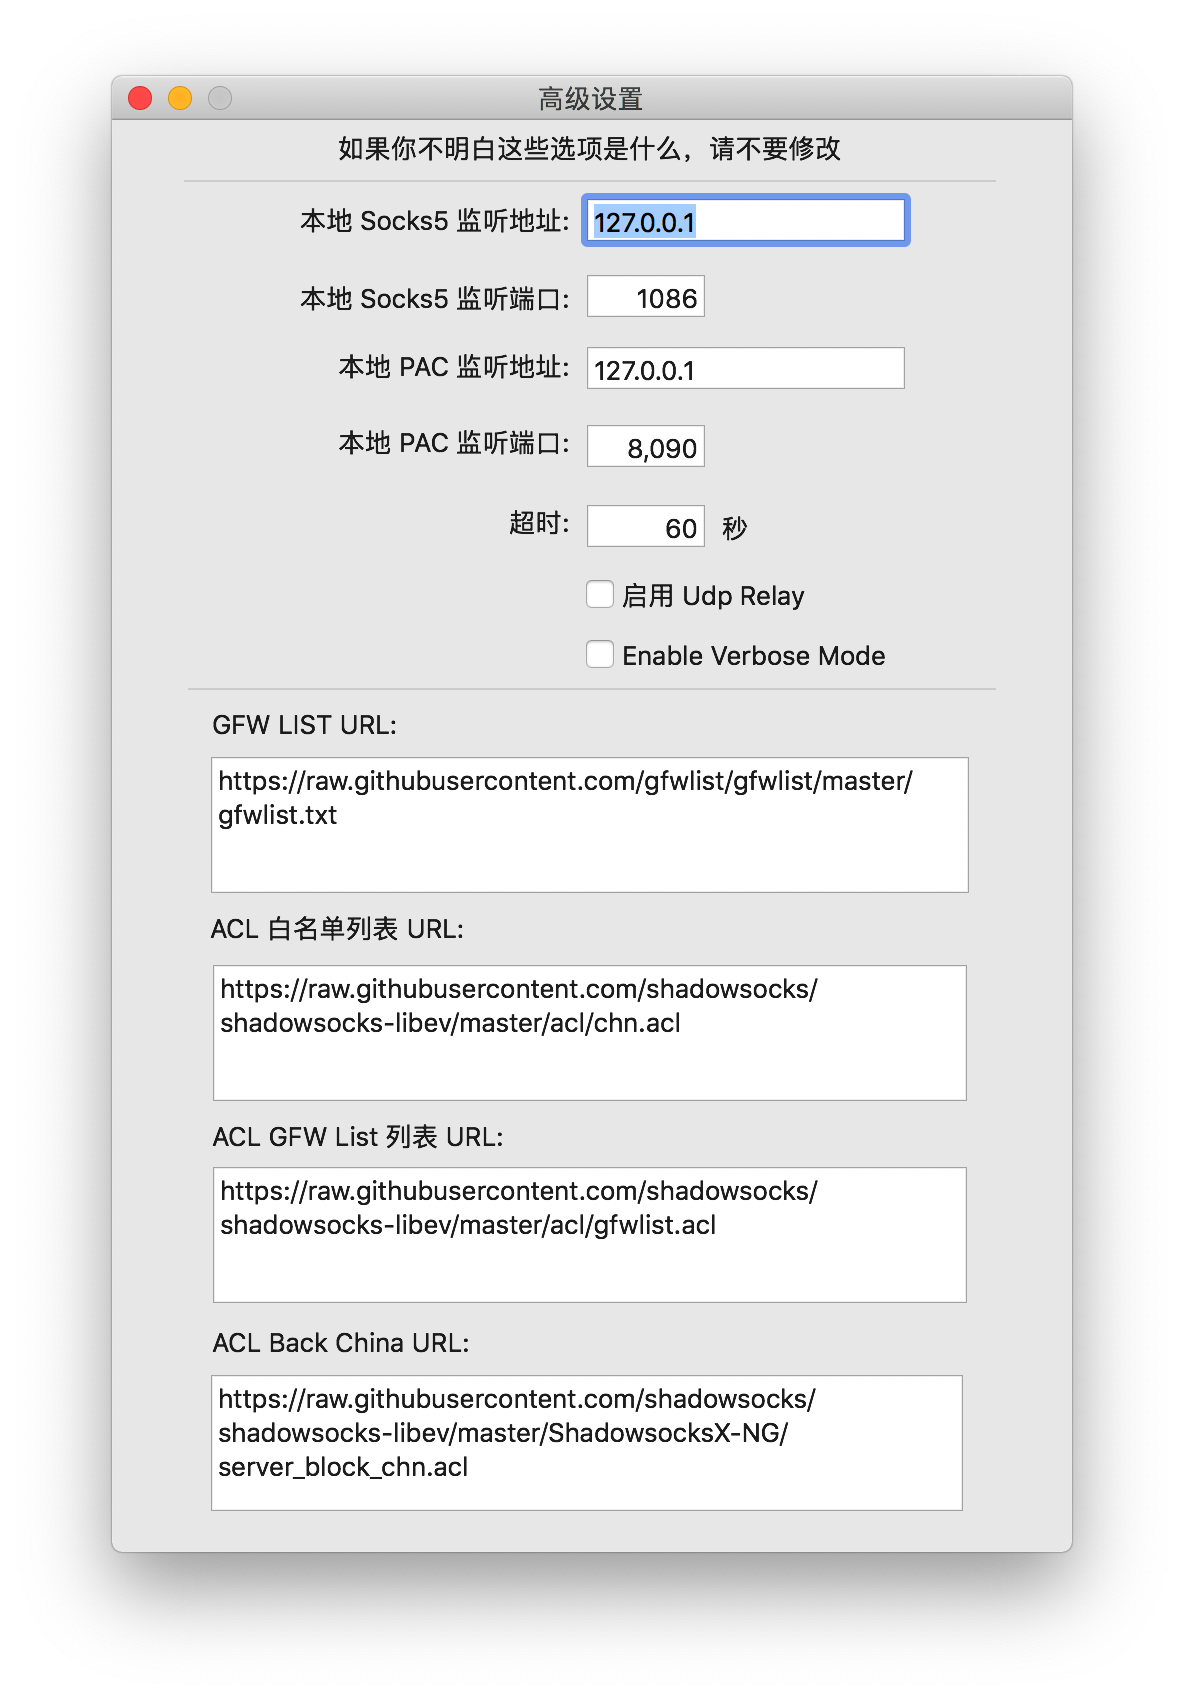 高级设置
如果你不明白这些选项是什么，请不要修改
本地 Socks5 监听地址: 127.0.0.1
本地 Socks5 监听端口: 1086
本地 PAC 监听地址: 127.0.0.1
本地 PAC 监听端口: 8,090
超时: 60 秒
启用 Udp Relay
Enable Verbose Mode
GFW LIST URL:
https://raw.githubusercontent.com/gfwlist/gfwlist/master/
gfwlist.txt
ACL 白名单列表 URL:
https://raw.githubusercontent.com/shadowsocks/
shadowsocks-libev/master/acl/chn.acl
ACL GFW List 列表 URL:
https://raw.githubusercontent.com/shadowsocks/
shadowsocks-libev/master/acl/gfwlist.acl
ACL Back China URL:
https://raw.githubusercontent.com/shadowsocks/
shadowsocks-libev/master/ShadowsocksX-NG/
server_block_chn.acl